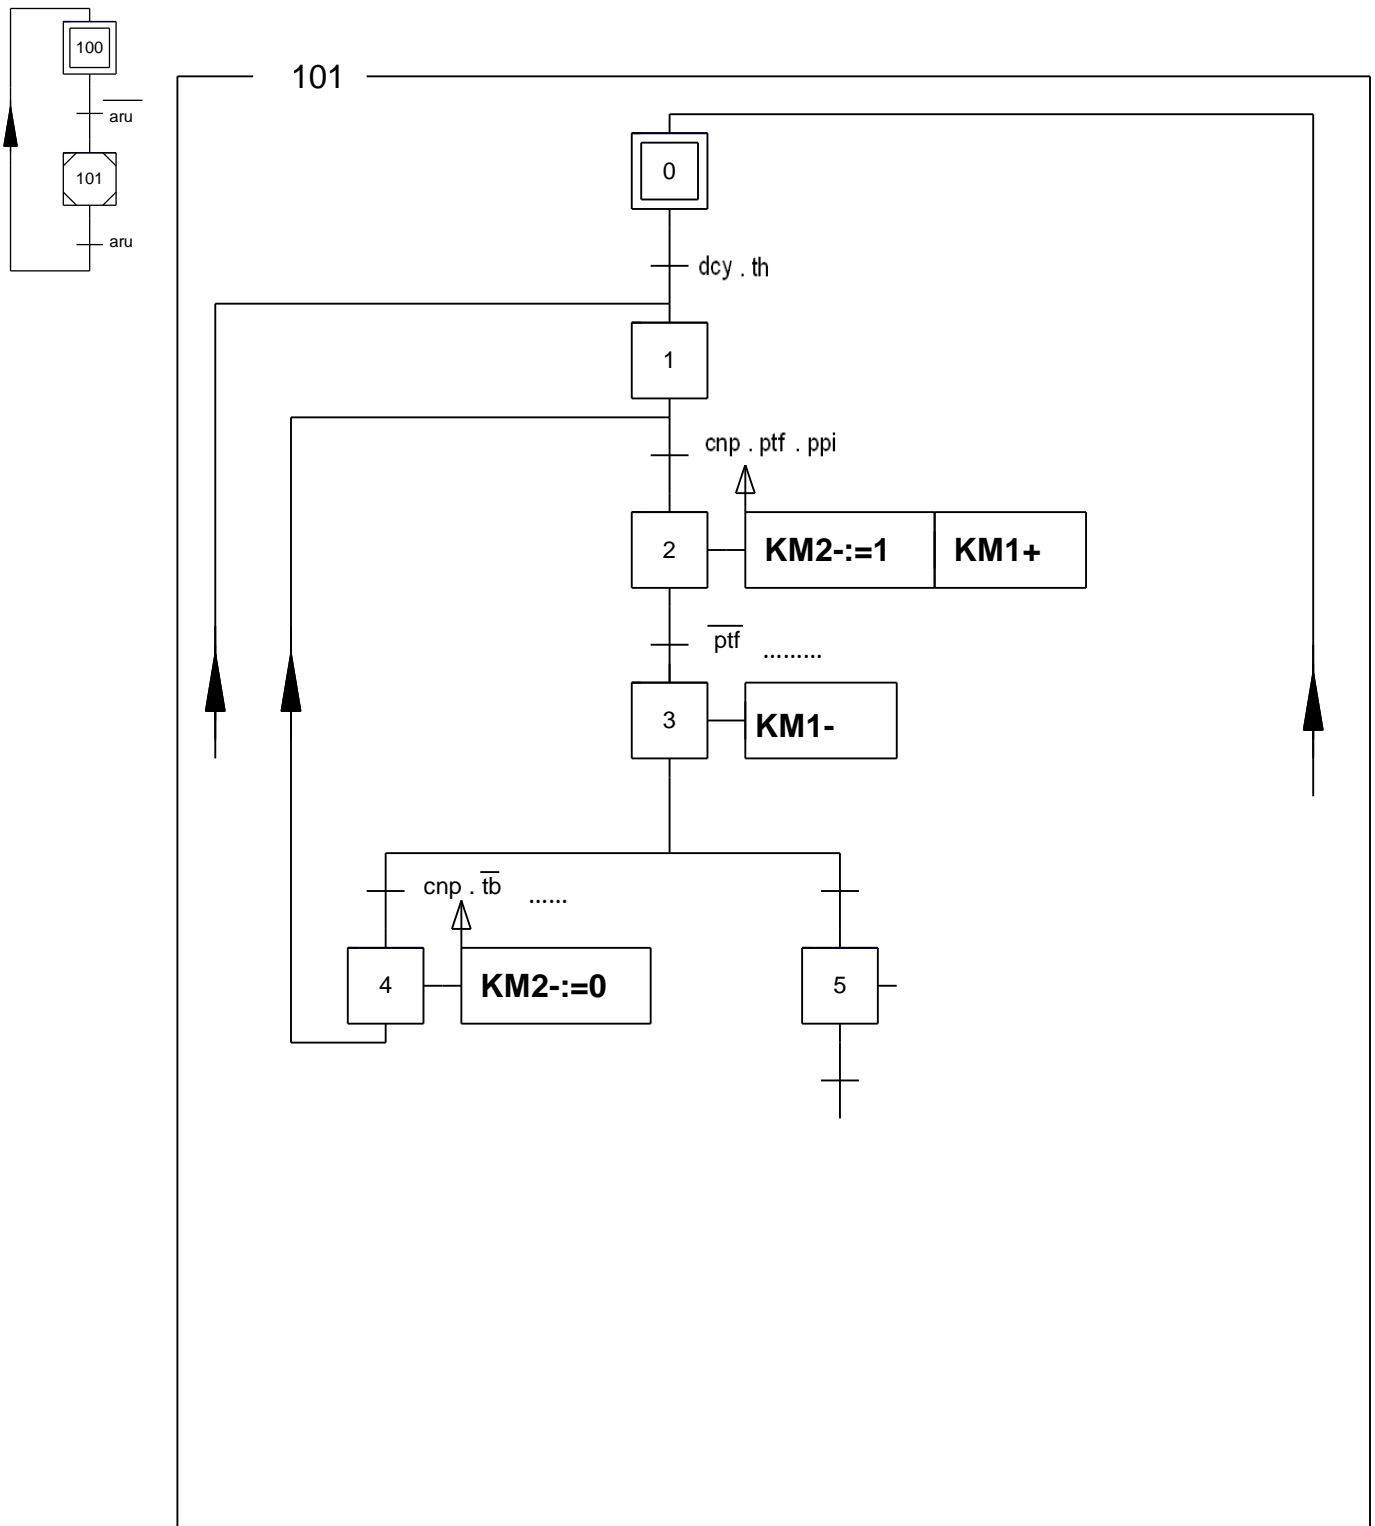 100
aru
101
aru
101
0
dcy . th
1
cnp . ptf . ppi
2 KM2-:=1 KM1+
ptf .........
3 KM1-
cnp . tb ......
4 KM2-:=0 5